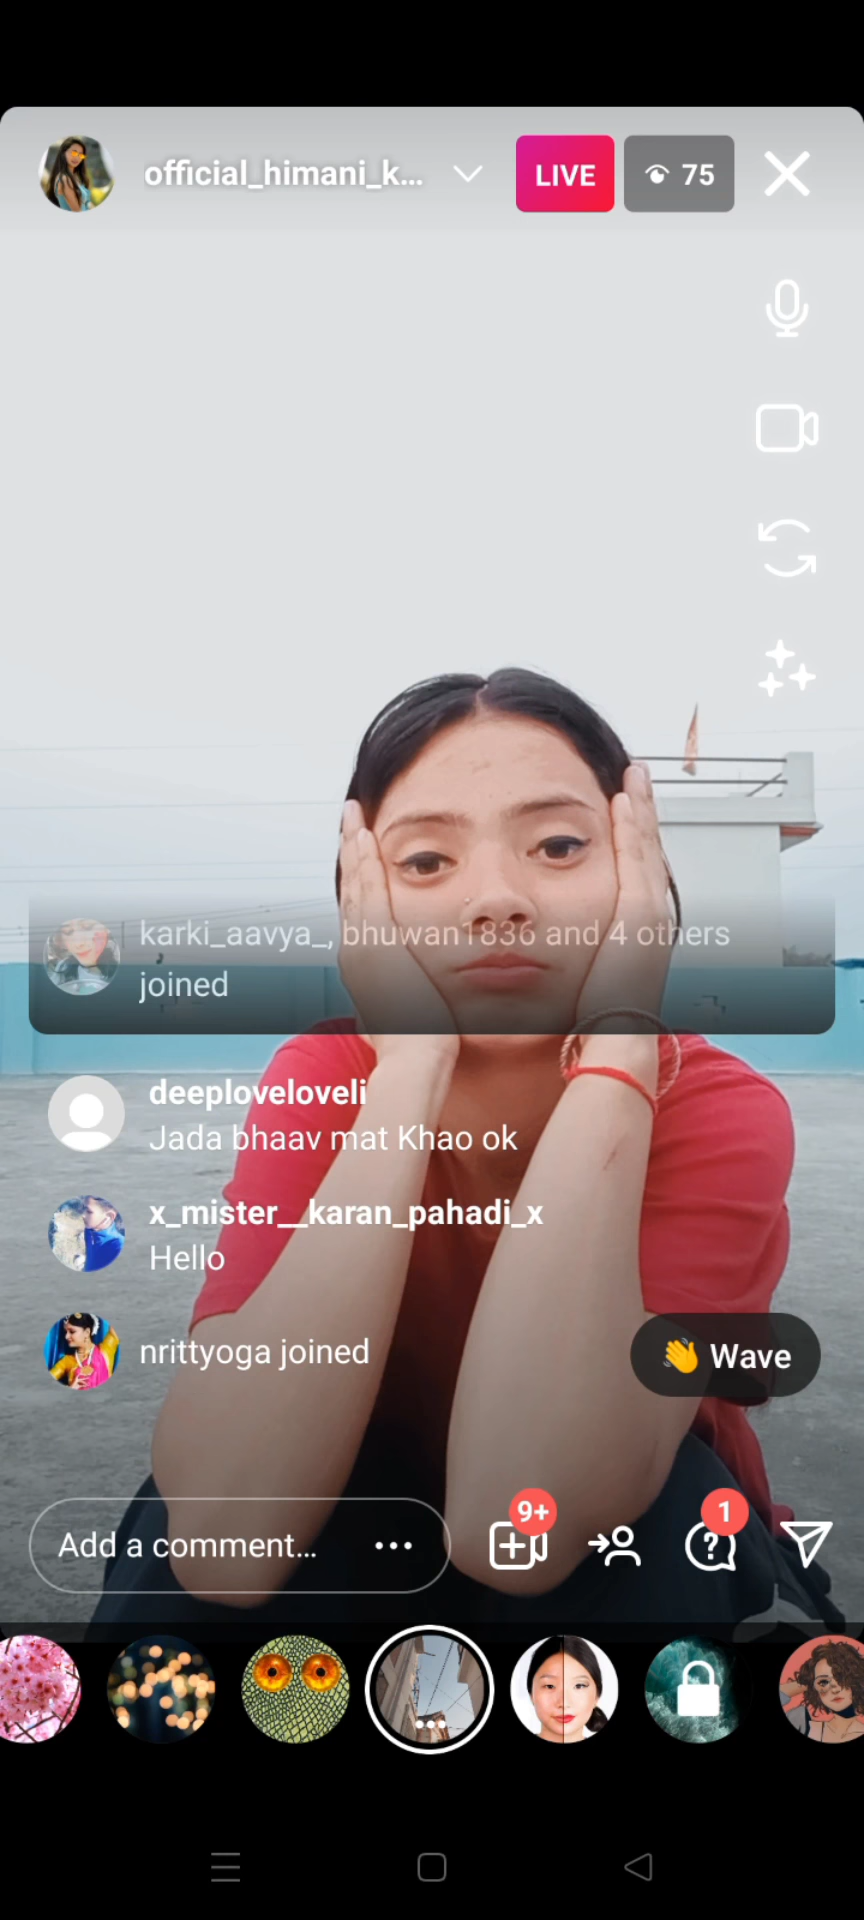 official_himani_k...
LIVE
75
karki_aavya_, bhuwan1836 and 4 others
joined
deeploveloveli
Jada bhaav mat Khao ok
x_mister__karan_pahadi_x
Hello
nrittyoga joined
👋 Wave
9+
1
Add a comment...